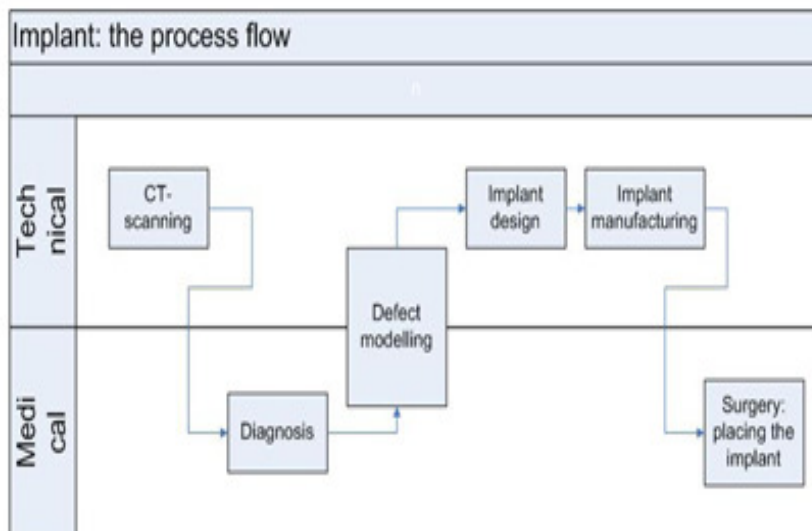 Implant: the process flow
n
Tech
nical
CT-
scanning
Implant
design
Implant
manufacturing
Defect
modelling
Medi
cal
Diagnosis
Surgery:
placing the
implant